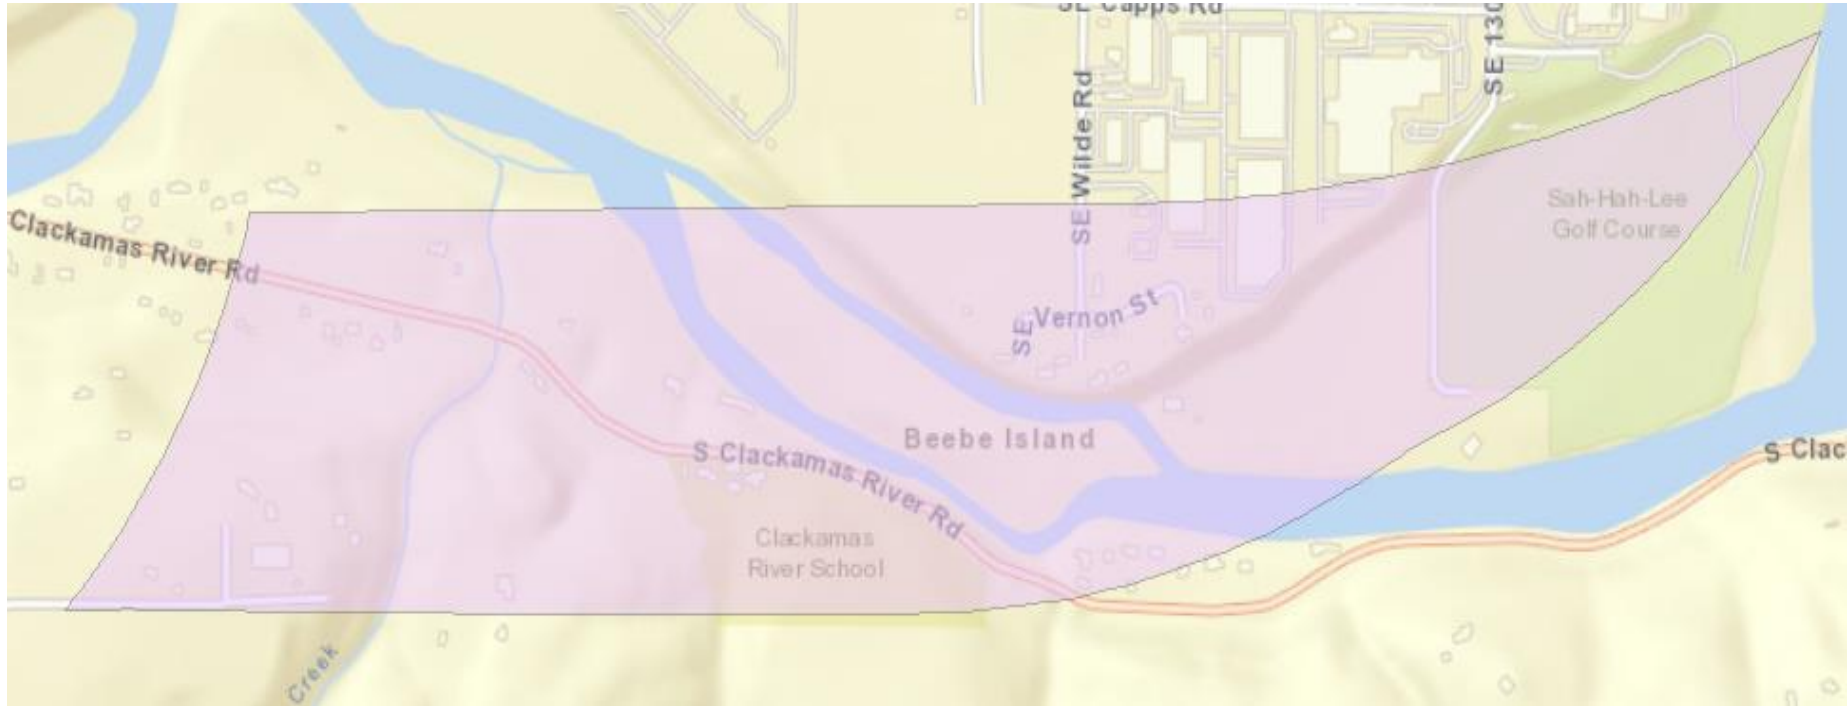 SE Capps Rd
SE 130
SE Wilde Rd
Sah-Hah-Lee
Golf Course
Clackamas River Rd
SE Vernon St
Beebe Island
S Clackamas River Rd
S Clac
Clackamas
River School
Creek